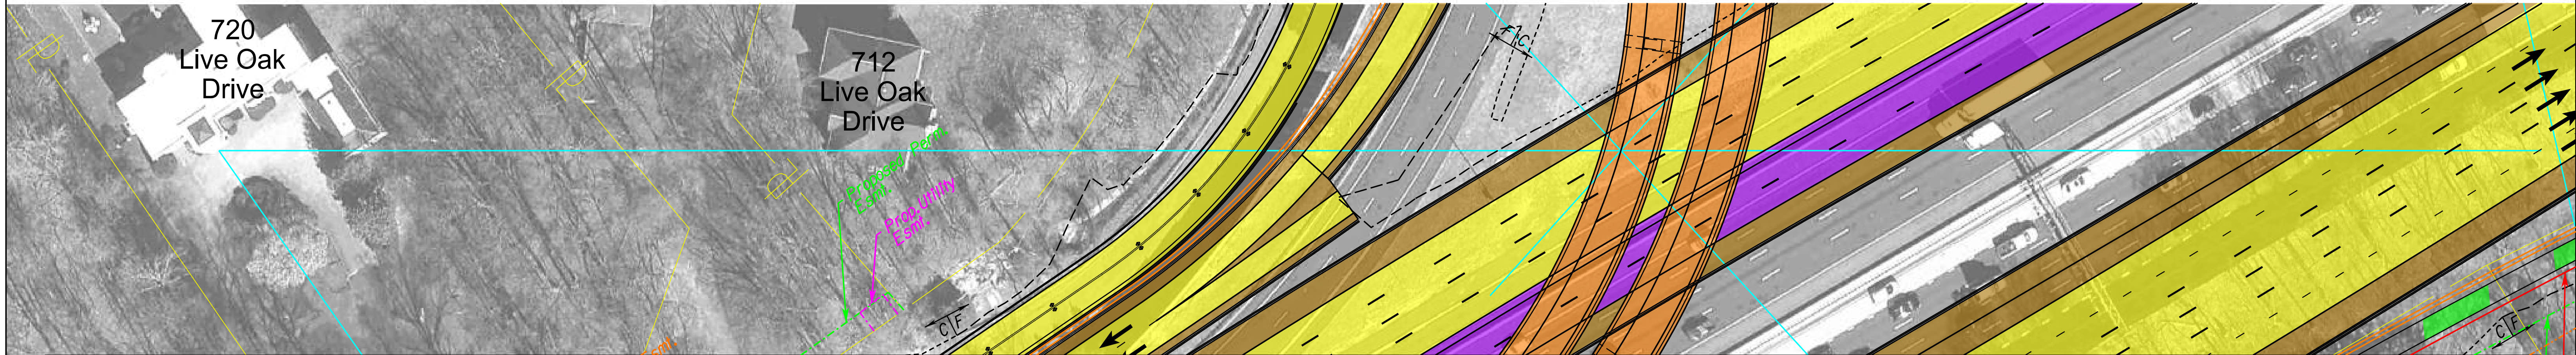 720
Live Oak
Drive
712
Live Oak
Drive
Proposed Perm.
Esmt.
Prop. Utility
Esmt.
C
C F
C F